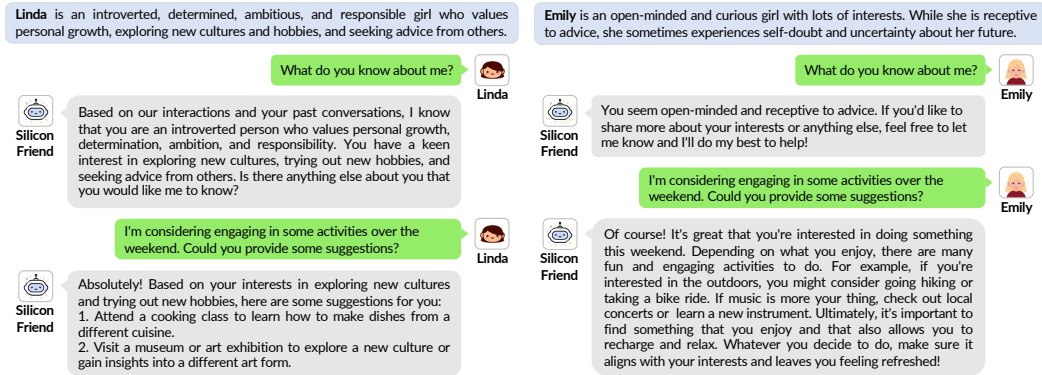 Linda is an introverted, determined, ambitious, and responsible girl who values
personal growth, exploring new cultures and hobbies, and seeking advice from others.
What do you know about me?
Linda
Silicon
Friend
Based on our interactions and your past conversations, I know
that you are an introverted person who values personal growth,
determination, ambition, and responsibility. You have a keen
interest in exploring new cultures, trying out new hobbies, and
seeking advice from others. Is there anything else about you that
you would like me to know?
I'm considering engaging in some activities over the
weekend. Could you provide some suggestions?
Linda
Silicon
Friend
Absolutely! Based on your interests in exploring new cultures
and trying out new hobbies, here are some suggestions for you:
1. Attend a cooking class to learn how to make dishes from a
different cuisine.
2. Visit a museum or art exhibition to explore a new culture or
gain insights into a different art form.
Emily is an open-minded and curious girl with lots of interests. While she is receptive
to advice, she sometimes experiences self-doubt and uncertainty about her future.
What do you know about me?
Emily
Silicon
Friend
You seem open-minded and receptive to advice. If you'd like to
share more about your interests or anything else, feel free to let
me know and I'll do my best to help!
I'm considering engaging in some activities over the
weekend. Could you provide some suggestions?
Emily
Silicon
Friend
Of course! It's great that you're interested in doing something
this weekend. Depending on what you enjoy, there are many
fun and engaging activities to do. For example, if you're
interested in the outdoors, you might consider going hiking or
taking a bike ride. If music is more your thing, check out local
concerts or learn a new instrument. Ultimately, it's important to
find something that you enjoy and that also allows you to
recharge and relax. Whatever you decide to do, make sure it
aligns with your interests and leaves you feeling refreshed!